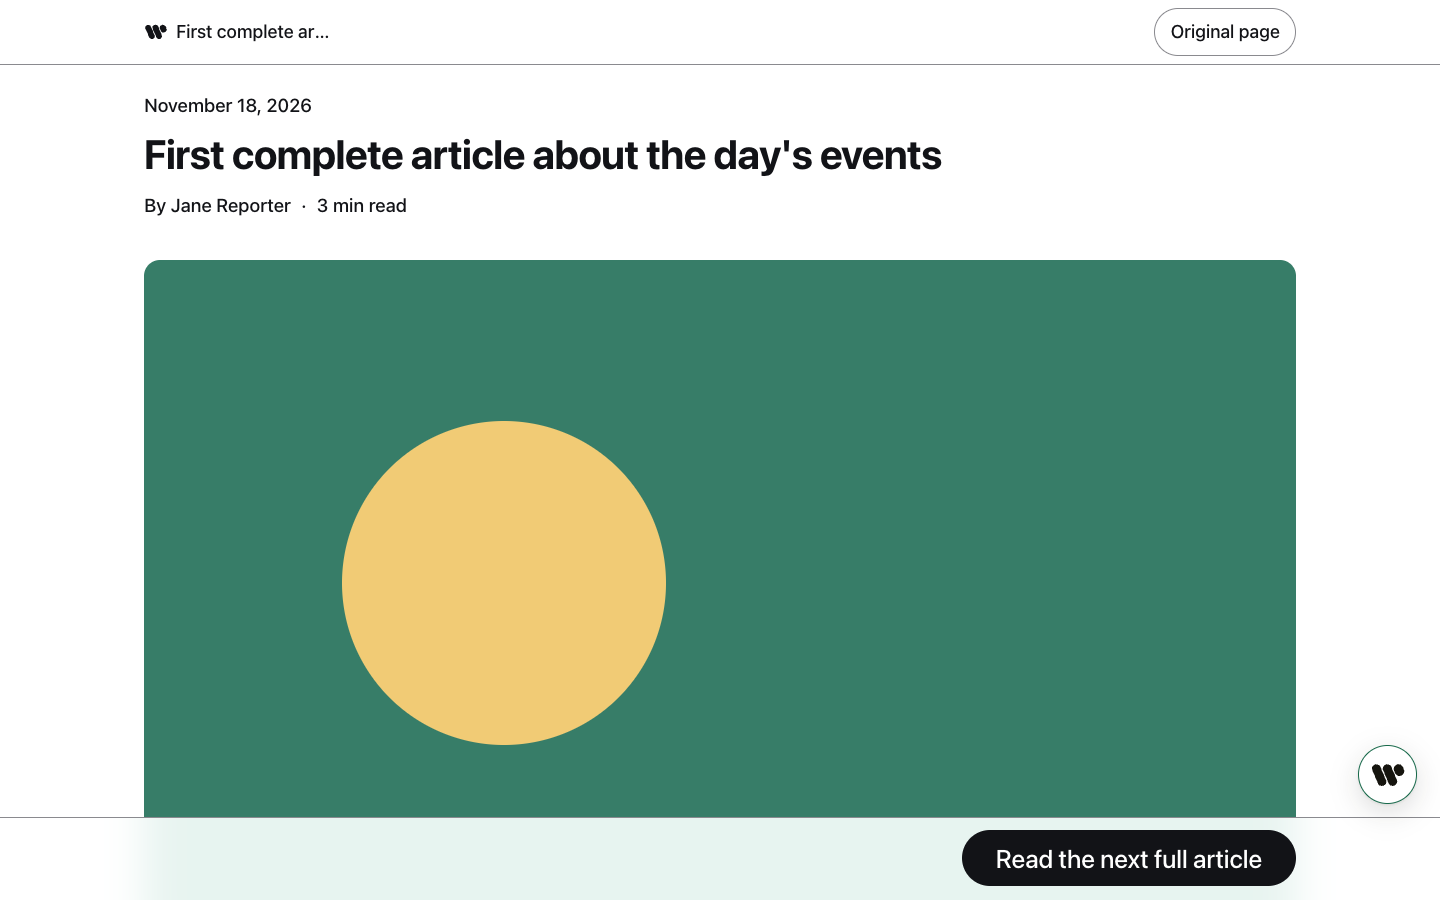 First complete ar...
Original page
November 18, 2026
First complete article about the day's events
By Jane Reporter · 3 min read
Read the next full article